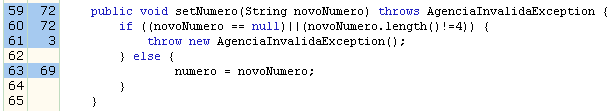 59 72 public void setNumero(String novoNumero) throws AgenciaInvalidaException {
60 72 if ((novoNumero == null)||(novoNumero.length()!=4)) {
61 3 throw new AgenciaInvalidaException();
62 } else {
63 69 numero = novoNumero;
64 }
65 }